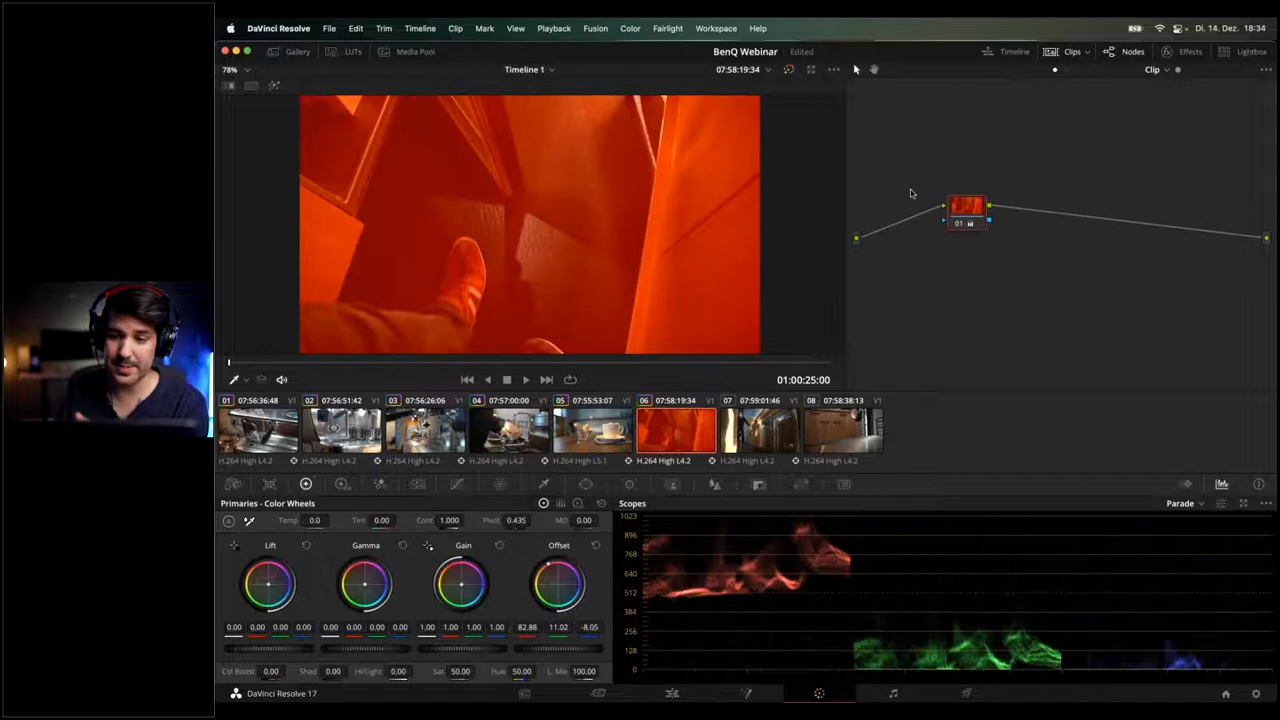 DaVinci Resolve File Edit Trim Timeline Clip Mark View Playback Fusion Color Fairlight Workspace Help Di. 14. Dez. 18:34
Gallery LUTs Media Pool BenQ Webinar Edited Timeline Clips Nodes Effects Lightbox
78% Timeline 1 07:58:19:34 Clip
01
01:00:25:00
01 07:56:36:48 V1 02 07:56:51:42 V1 03 07:56:26:06 V1 04 07:57:00:00 V1 05 07:55:53:07 V1 06 07:58:19:34 V1 07 07:59:01:46 V1 08 07:58:38:13 V1
H.264 High L4.2 H.264 High L4.2 H.264 High L4.2 H.264 High L4.2 H.264 High L5.1 H.264 High L4.2 H.264 High L4.2 H.264 High L4.2
Primaries - Color Wheels Scopes Parade
Temp 0.0 Tint 0.00 Cont 1.000 Pivot 0.435 MD 0.00
Lift Gamma Gain Offset
0.00 0.00 0.00 0.00 0.00 0.00 0.00 0.00 1.00 1.00 1.00 1.00 82.88 11.02 -8.05
Col Boost 0.00 Shad 0.00 Hi/Light 0.00 Sat 50.00 Hue 50.00 L. Mix 100.00
1023
896
768
640
512
384
256
128
0
DaVinci Resolve 17